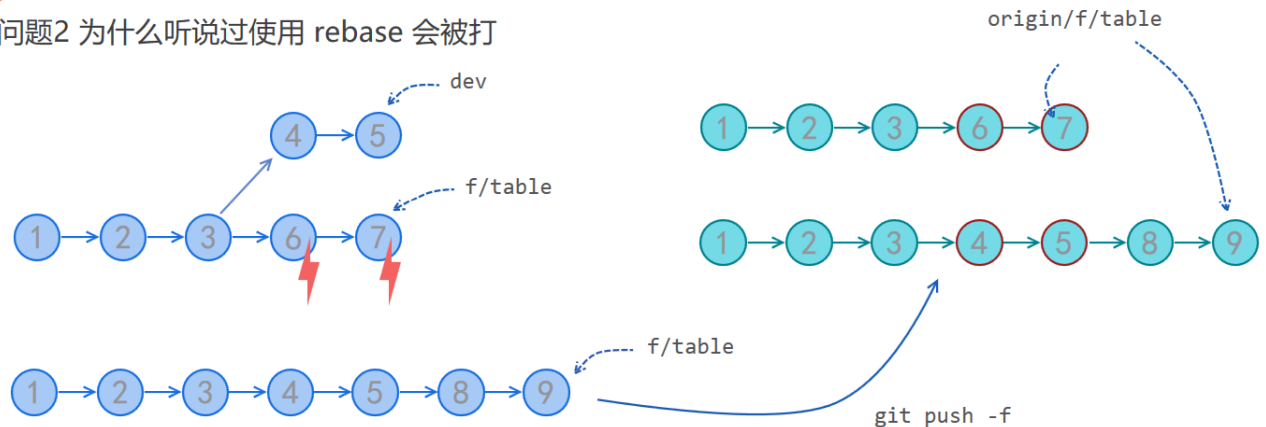 问题2 为什么听说过使用 rebase 会被打
origin/f/table
dev
4 5
1 2 3 6 7
f/table
1 2 3 6 7
1 2 3 4 5 8 9
f/table
1 2 3 4 5 8 9
git push -f